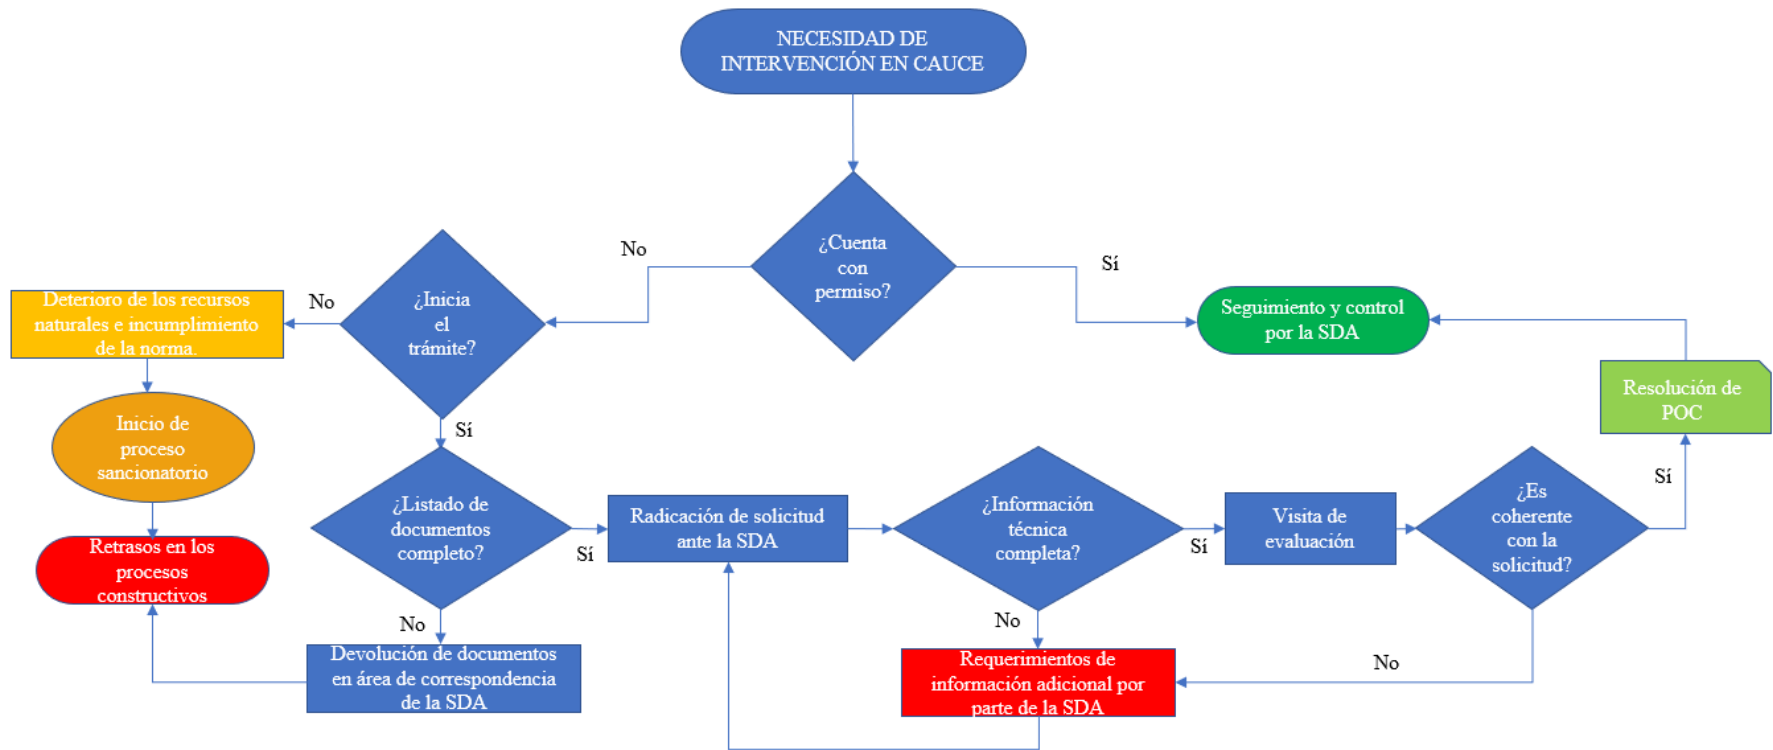 NECESIDAD DE
INTERVENCIÓN EN CAUCE
¿Cuenta
con
permiso?
No
Sí
¿Inicia
el
trámite?
No
Sí
Deterioro de los recursos
naturales e incumplimiento
de la norma.
Inicio de
proceso
sancionatorio
Retrasos en los
procesos
constructivos
Seguimiento y control
por la SDA
Resolución de
POC
¿Listado de
documentos
completo?
Sí
No
Devolución de documentos
en área de correspondencia
de la SDA
Radicación de solicitud
ante la SDA
¿Información
técnica
completa?
Sí
No
Requerimientos de
información adicional por
parte de la SDA
Visita de
evaluación
¿Es
coherente
con la
solicitud?
Sí
No